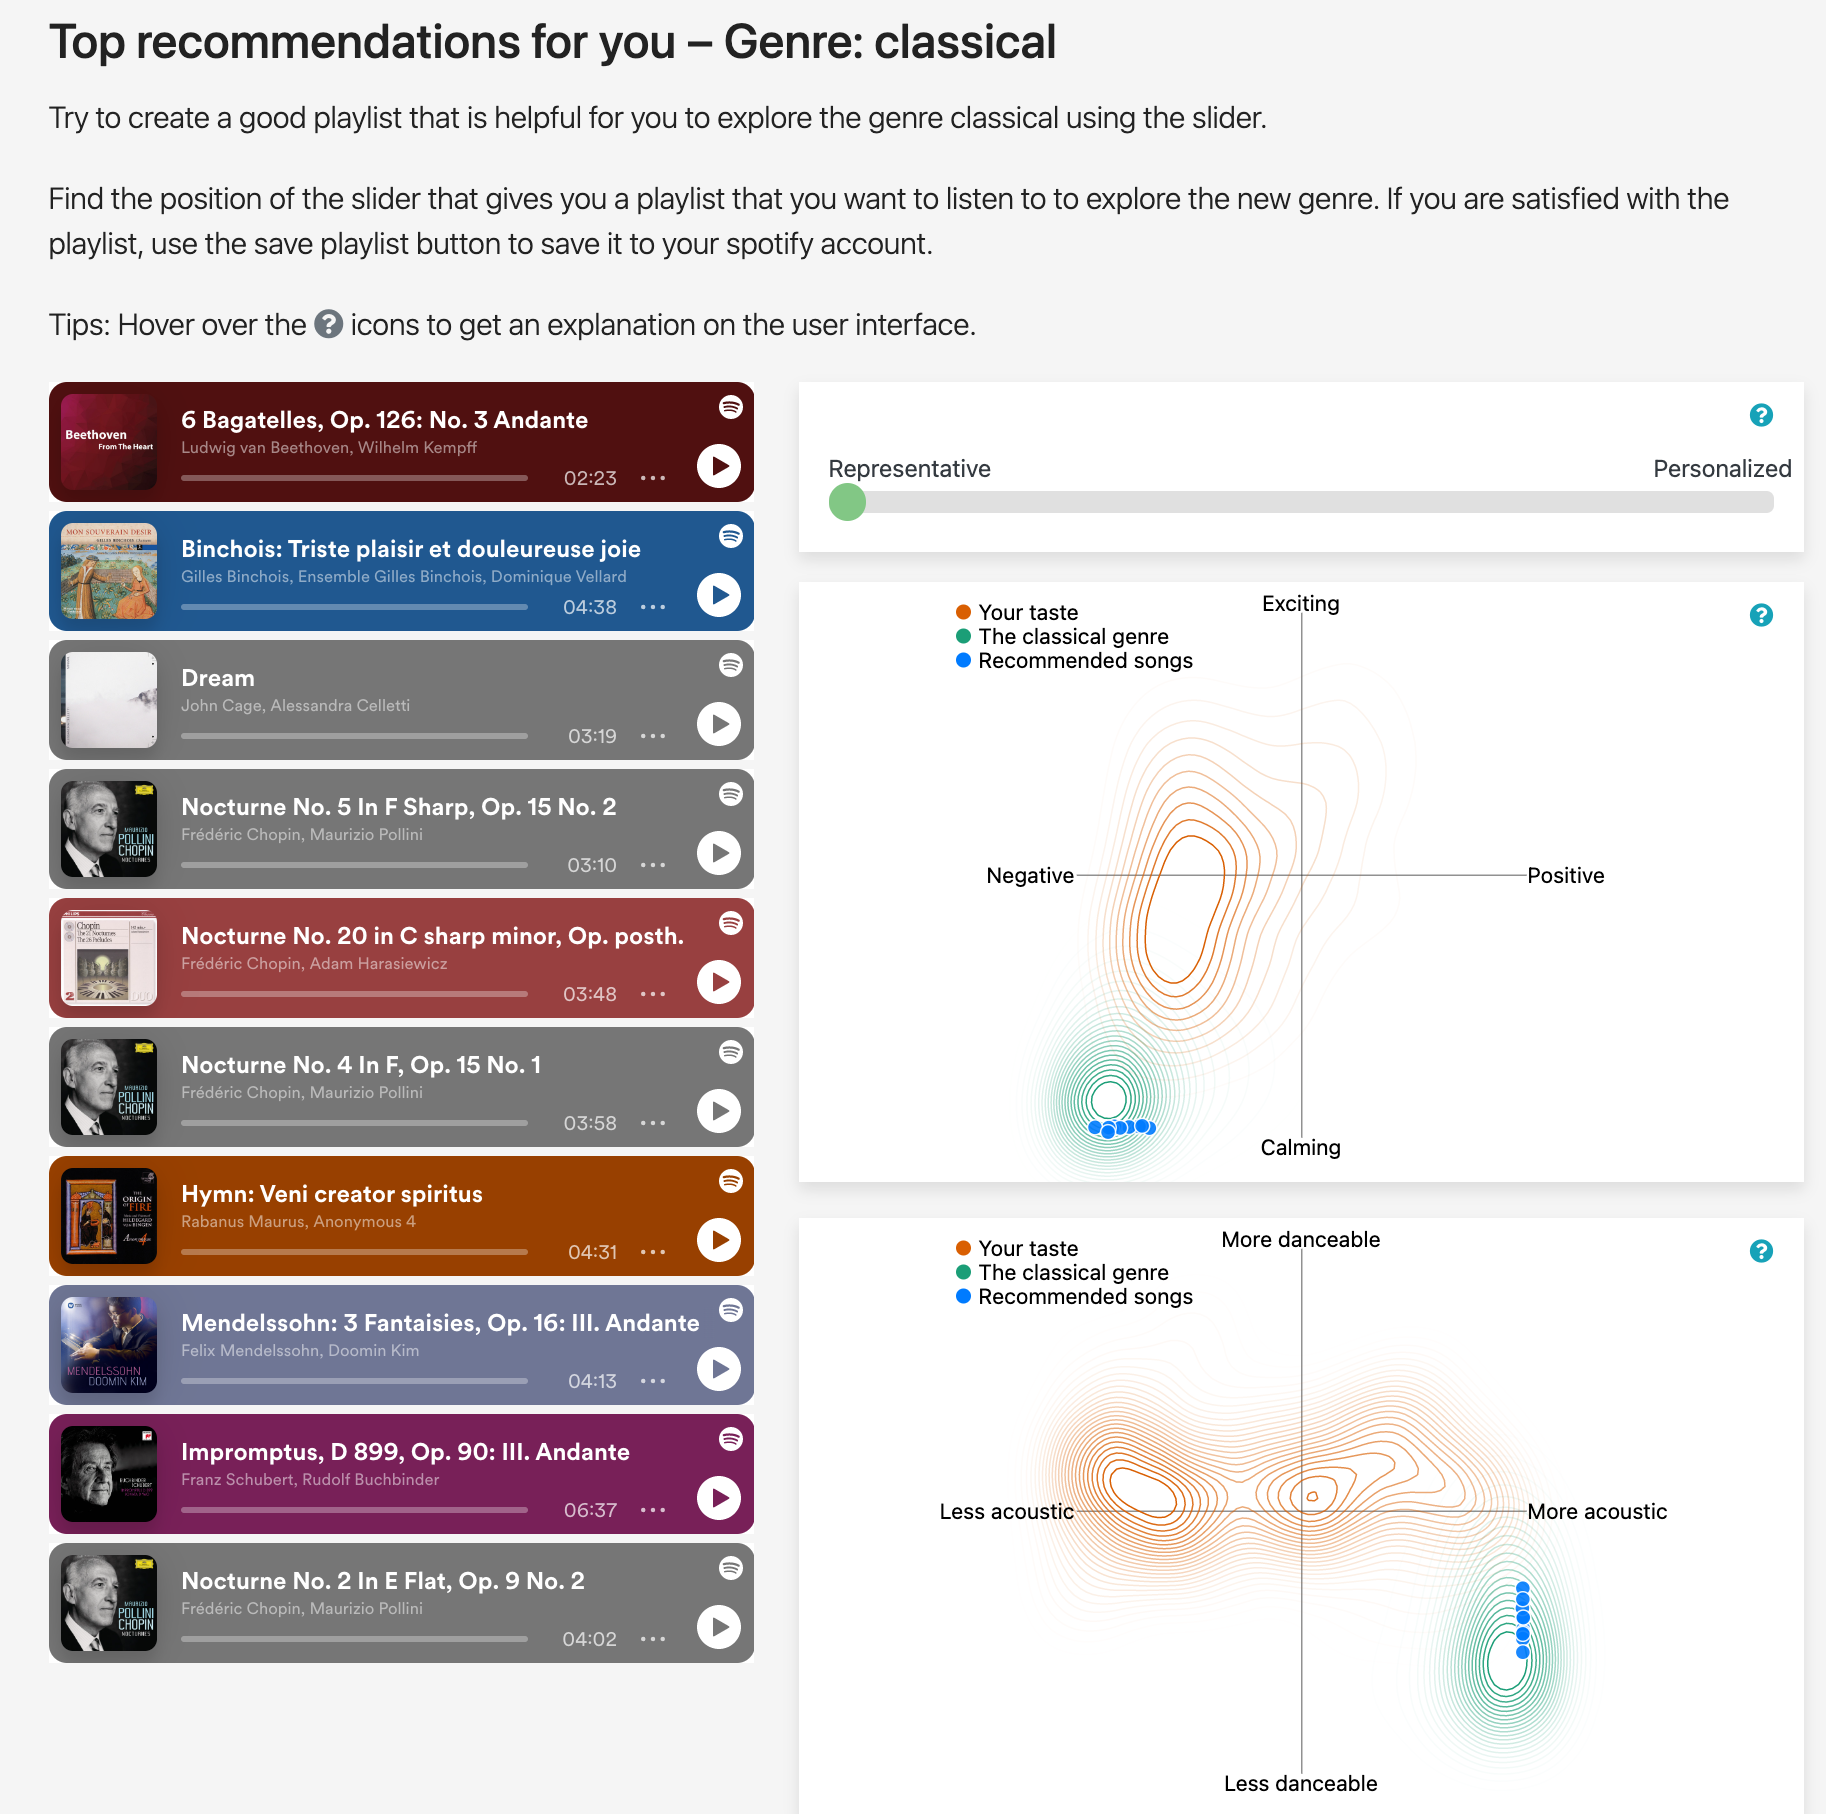 Top recommendations for you – Genre: classical
Try to create a good playlist that is helpful for you to explore the genre classical using the slider.
Find the position of the slider that gives you a playlist that you want to listen to to explore the new genre. If you are satisfied with the
playlist, use the save playlist button to save it to your spotify account.
Tips: Hover over the ? icons to get an explanation on the user interface.
Beethoven
From The Heart
6 Bagatelles, Op. 126: No. 3 Andante
Ludwig van Beethoven, Wilhelm Kempff
02:23
MON SOUVERAIN DESIR
Binchois: Triste plaisir et douleureuse joie
Gilles Binchois, Ensemble Gilles Binchois, Dominique Vellard
04:38
Dream
John Cage, Alessandra Celletti
03:19
MAURIZIO
POLLINI
CHOPIN
NOCTURNES
Nocturne No. 5 In F Sharp, Op. 15 No. 2
Frédéric Chopin, Maurizio Pollini
03:10
Chopin
2
DUO
Nocturne No. 20 in C sharp minor, Op. posth.
Frédéric Chopin, Adam Harasiewicz
03:48
MAURIZIO
POLLINI
CHOPIN
NOCTURNES
Nocturne No. 4 In F, Op. 15 No. 1
Frédéric Chopin, Maurizio Pollini
03:58
THE
ORIGIN
OF FIRE
Hymn: Veni creator spiritus
Rabanus Maurus, Anonymous 4
04:31
MENDELSSOHN
DOOMIN KIM
Mendelssohn: 3 Fantaisies, Op. 16: III. Andante
Felix Mendelssohn, Doomin Kim
04:13
BUCHBINDER
SCHUBERT
Impromptus, D 899, Op. 90: III. Andante
Franz Schubert, Rudolf Buchbinder
06:37
MAURIZIO
POLLINI
CHOPIN
NOCTURNES
Nocturne No. 2 In E Flat, Op. 9 No. 2
Frédéric Chopin, Maurizio Pollini
04:02
?
Representative
Personalized
?
Your taste
The classical genre
Recommended songs
Exciting
Negative
Positive
Calming
?
Your taste
The classical genre
Recommended songs
More danceable
Less acoustic
More acoustic
Less danceable